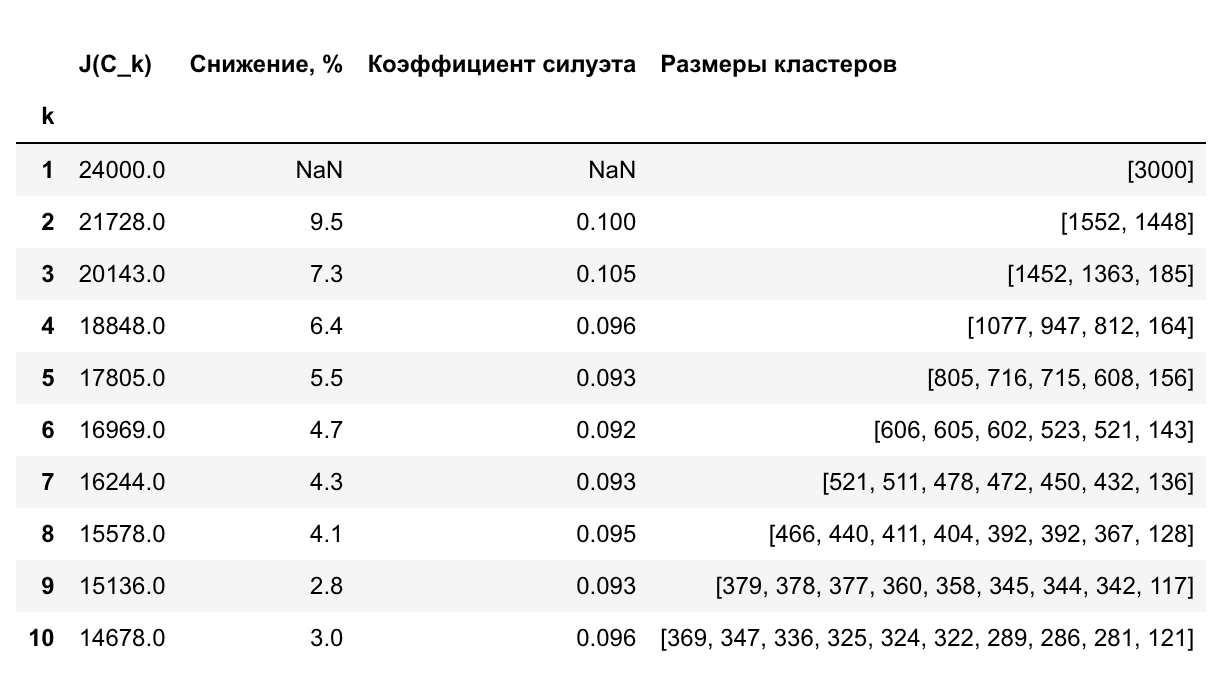 J(C_k) Снижение, % Коэффициент силуэта Размеры кластеров
k
1 24000.0 NaN NaN [3000]
2 21728.0 9.5 0.100 [1552, 1448]
3 20143.0 7.3 0.105 [1452, 1363, 185]
4 18848.0 6.4 0.096 [1077, 947, 812, 164]
5 17805.0 5.5 0.093 [805, 716, 715, 608, 156]
6 16969.0 4.7 0.092 [606, 605, 602, 523, 521, 143]
7 16244.0 4.3 0.093 [521, 511, 478, 472, 450, 432, 136]
8 15578.0 4.1 0.095 [466, 440, 411, 404, 392, 392, 367, 128]
9 15136.0 2.8 0.093 [379, 378, 377, 360, 358, 345, 344, 342, 117]
10 14678.0 3.0 0.096 [369, 347, 336, 325, 324, 322, 289, 286, 281, 121]